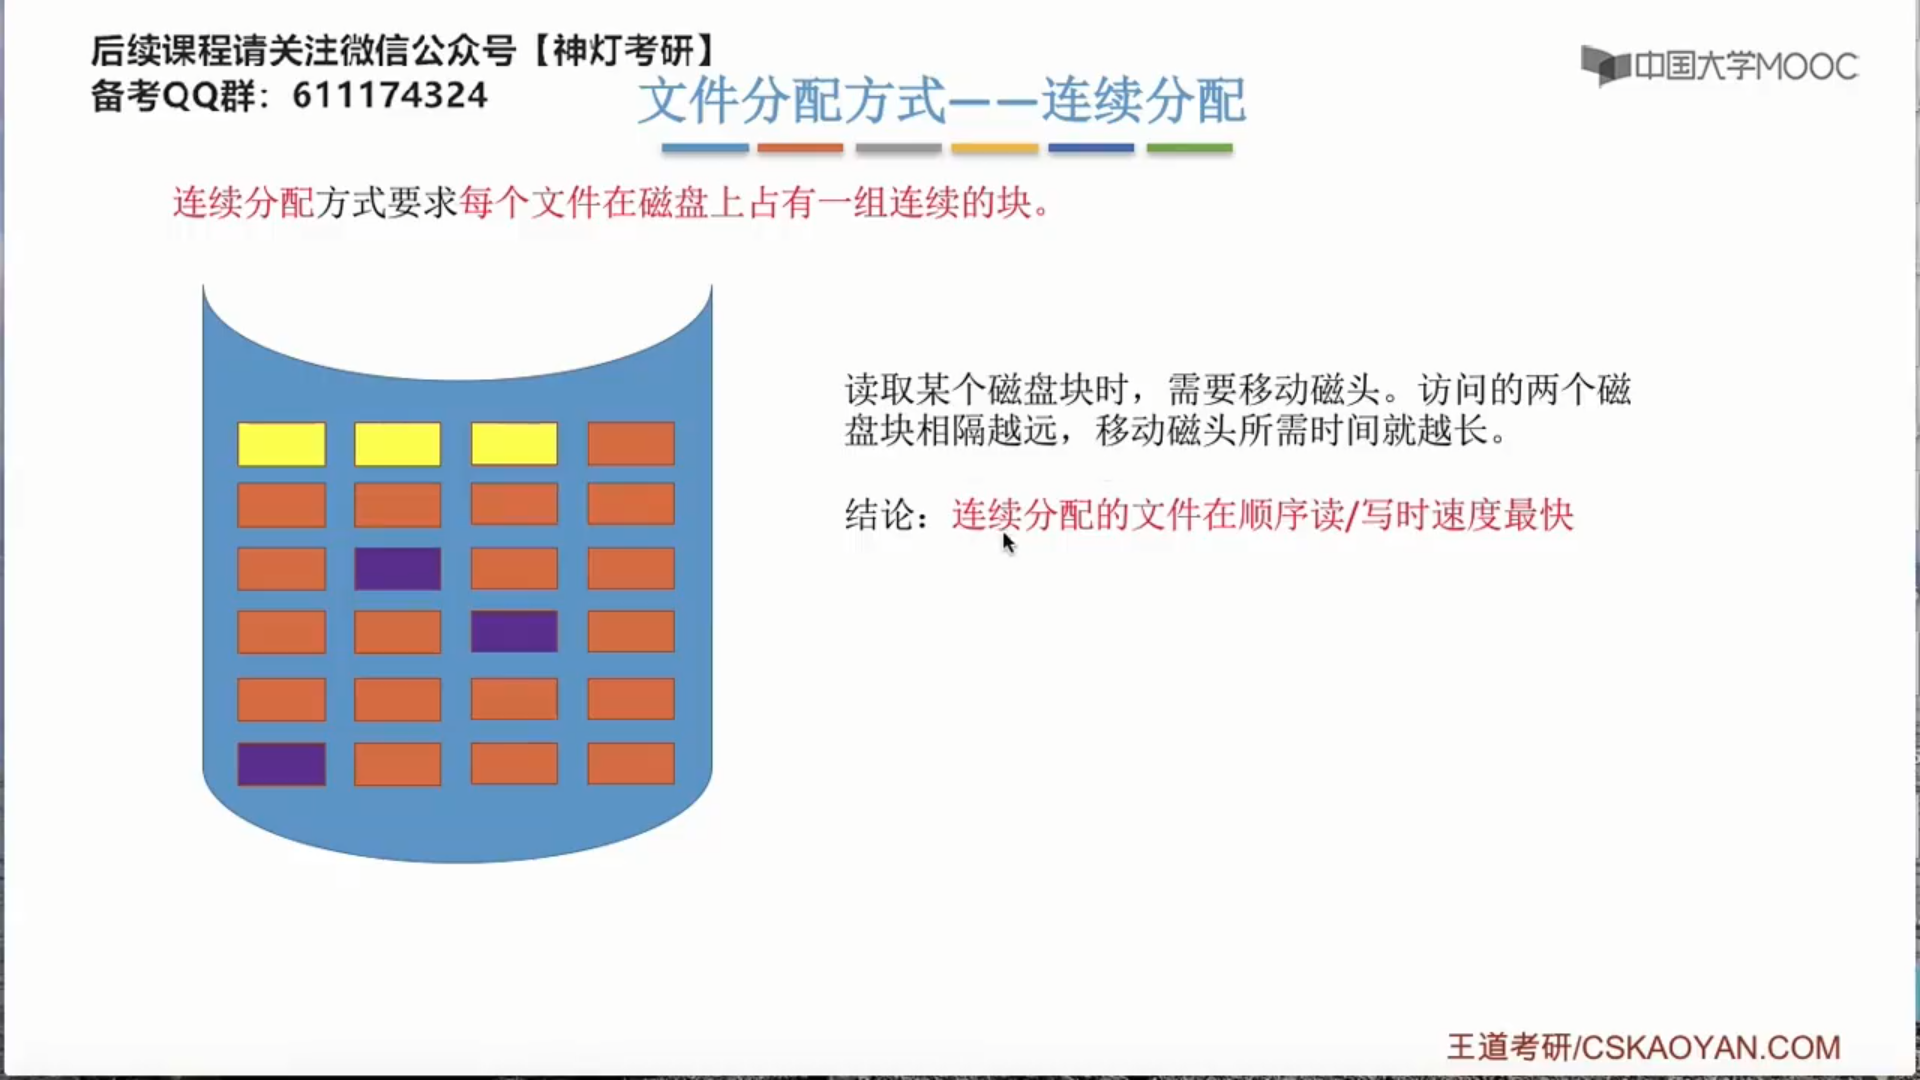 后续课程请关注微信公众号【神灯考研】
备考QQ群：611174324
中国大学MOOC
文件分配方式——连续分配
连续分配方式要求每个文件在磁盘上占有一组连续的块。
读取某个磁盘块时，需要移动磁头。访问的两个磁
盘块相隔越远，移动磁头所需时间就越长。
结论：连续分配的文件在顺序读/写时速度最快
王道考研/CSKAOYAN.COM